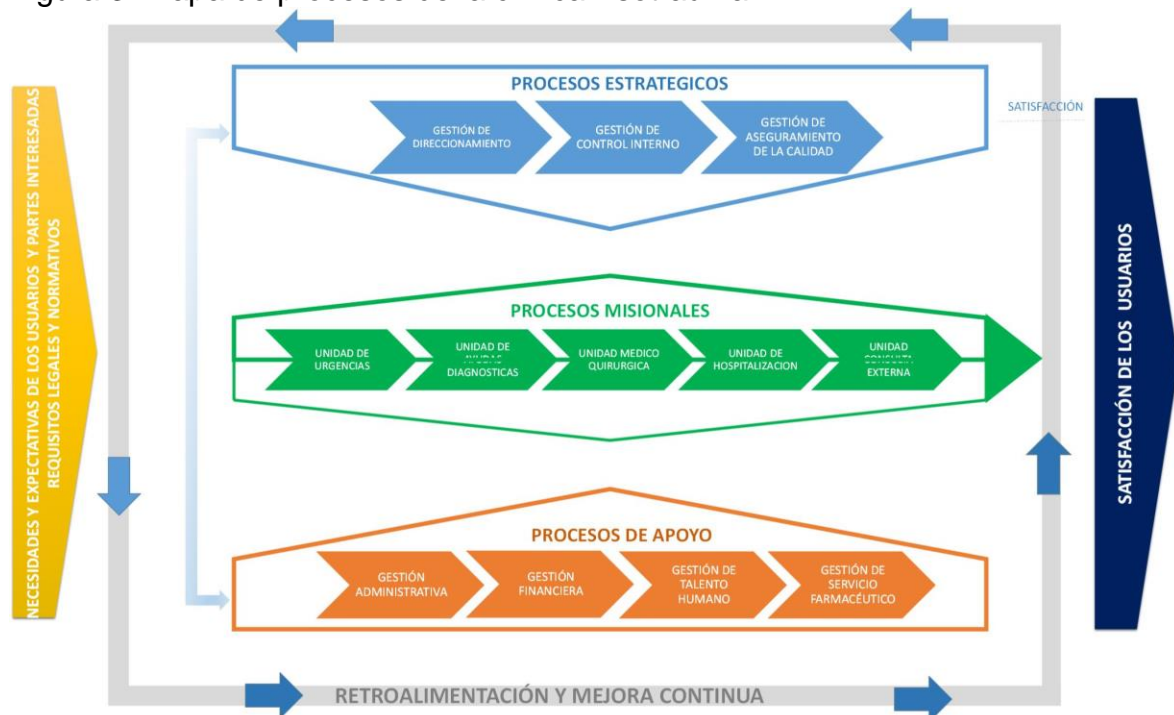 PROCESOS ESTRATEGICOS
GESTIÓN DE
DIRECCIONAMIENTO
GESTIÓN DE
CONTROL INTERNO
GESTIÓN DE
ASEGURAMIENTO
DE LA CALIDAD
SATISFACCIÓN
NECESIDADES Y EXPECTATIVAS DE LOS USUARIOS Y PARTES INTERESADAS
REQUISITOS LEGALES Y NORMATIVOS
PROCESOS MISIONALES
UNIDAD DE
URGENCIAS
UNIDAD DE
AYUDAS
DIAGNOSTICAS
UNIDAD MEDICO
QUIRURGICA
UNIDAD DE
HOSPITALIZACION
UNIDAD
CONSULTA
EXTERNA
SATISFACCIÓN DE LOS USUARIOS
PROCESOS DE APOYO
GESTIÓN
ADMINISTRATIVA
GESTIÓN
FINANCIERA
GESTIÓN DE
TALENTO
HUMANO
GESTIÓN DE
SERVICIO
FARMACÉUTICO
RETROALIMENTACIÓN Y MEJORA CONTINUA